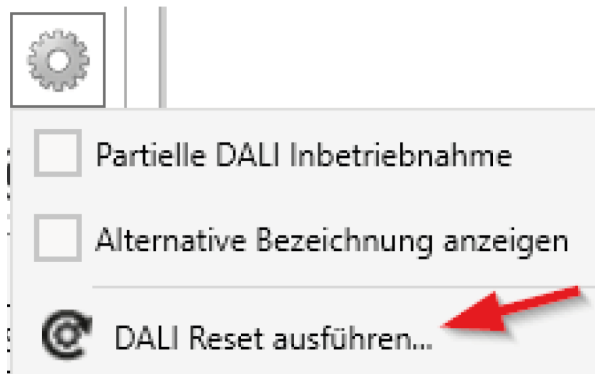 Partielle DALI Inbetriebnahme
Alternative Bezeichnung anzeigen
DALI Reset ausführen...